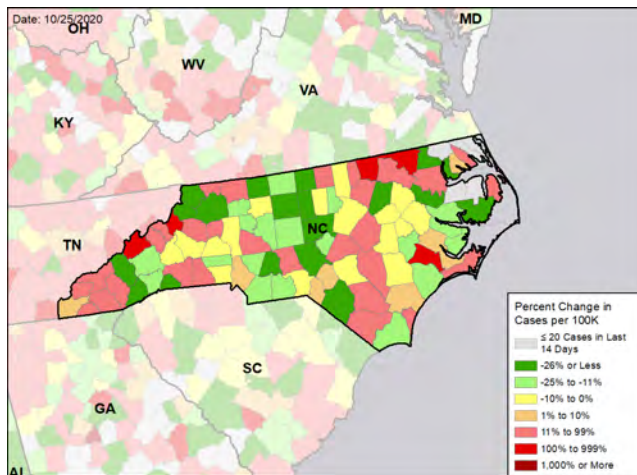 Date: 10/25/2020
OH
MD
WV
VA
KY
TN
NC
SC
GA
AL
Percent Change in
Cases per 100K
≤ 20 Cases in Last
14 Days
-26% or Less
-25% to -11%
-10% to 0%
1% to 10%
11% to 99%
100% to 999%
1,000% or More